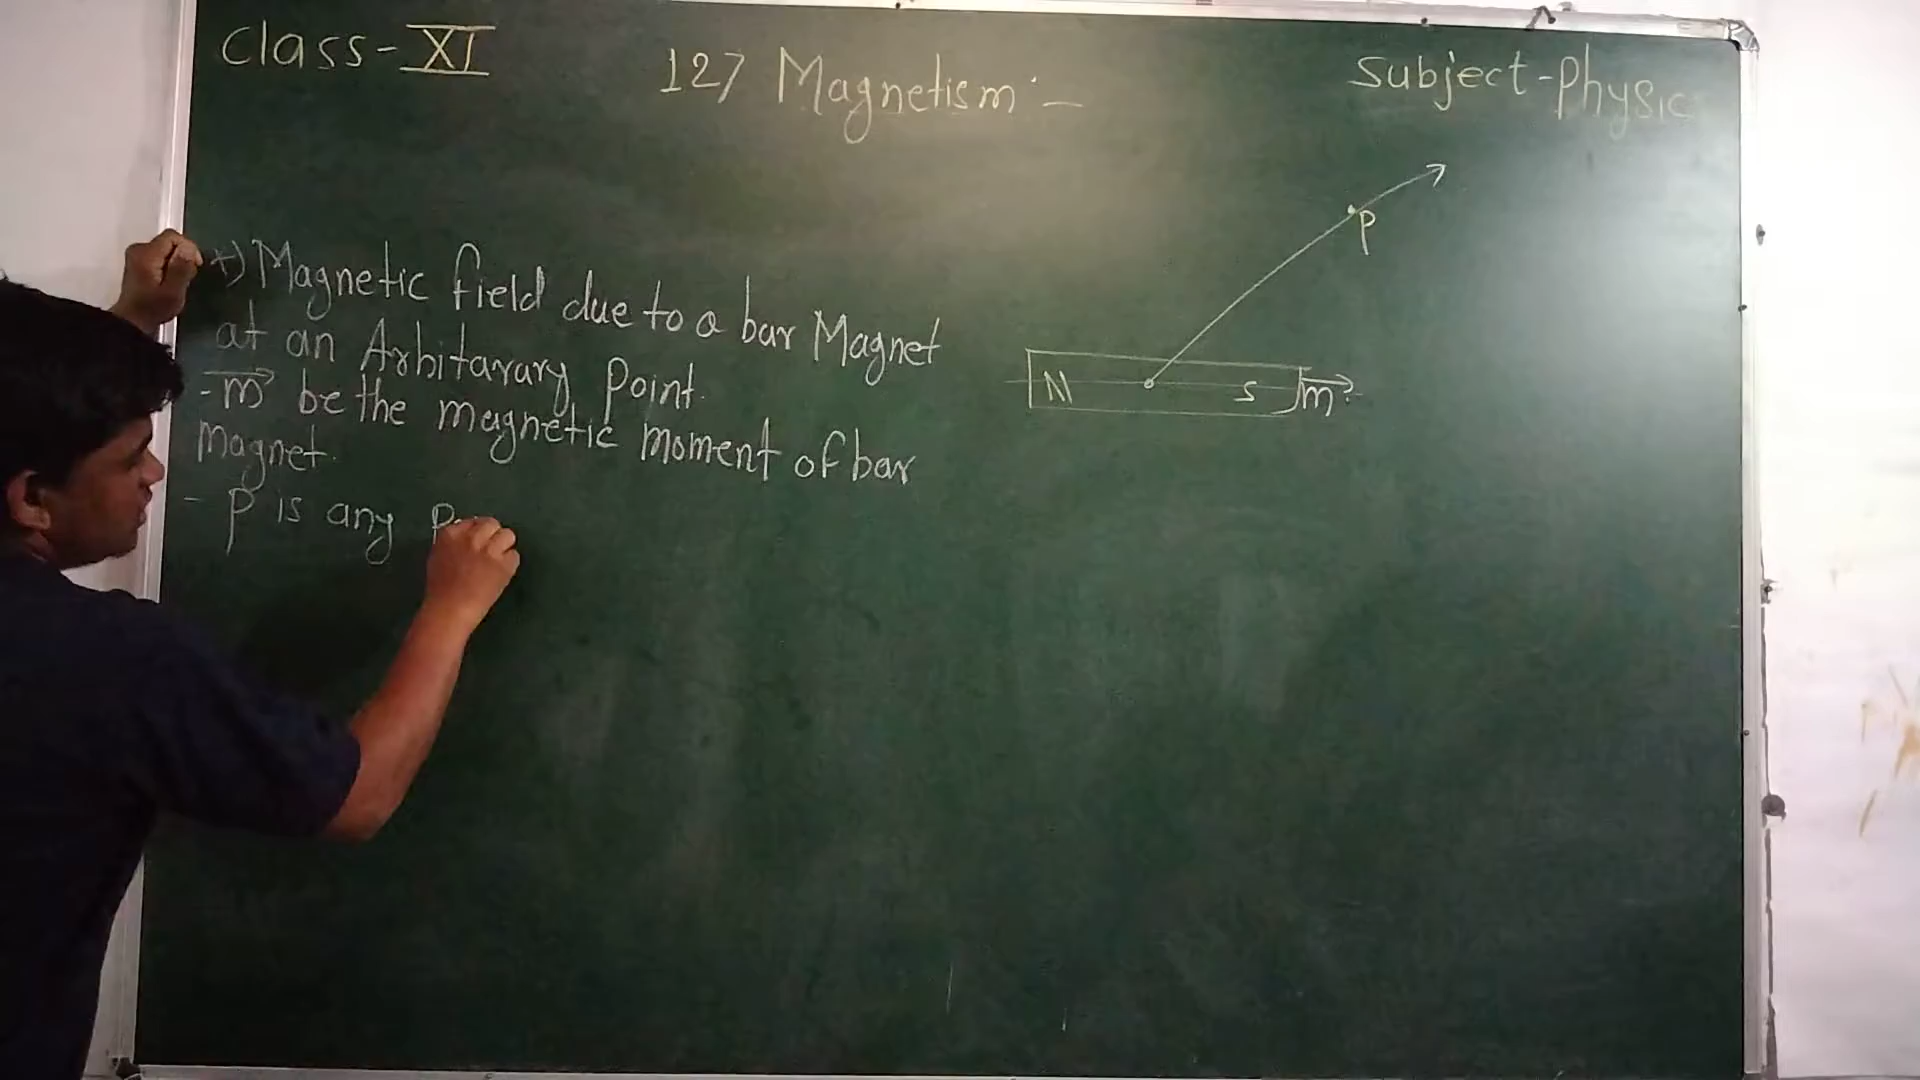 Class-XI
127 Magnetism :-
Subject-Physic
*) Magnetic field due to a bar Magnet
at an Arbitarary Point.
- m be the magnetic moment of bar
magnet.
- P is any
P
N
S
m